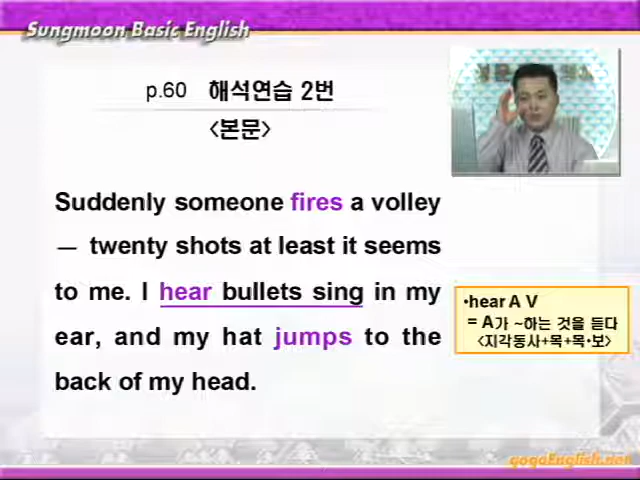 Sungmoon Basic English
p.60 해석연습 2번
<본문>
Suddenly someone fires a volley
— twenty shots at least it seems
to me. I hear bullets sing in my
ear, and my hat jumps to the
back of my head.
•hear A V
= A가 ~하는 것을 듣다
<지각동사+목+목•보>
gogoEnglish.net